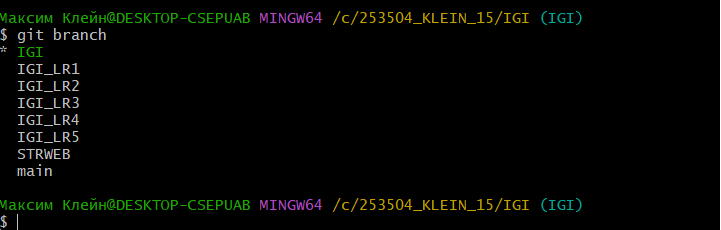 Максим Клейн@DESKTOP-CSEPUAB MINGW64 /c/253504_KLEIN_15/IGI (IGI)
$ git branch
* IGI
  IGI_LR1
  IGI_LR2
  IGI_LR3
  IGI_LR4
  IGI_LR5
  STRWEB
  main
Максим Клейн@DESKTOP-CSEPUAB MINGW64 /c/253504_KLEIN_15/IGI (IGI)
$